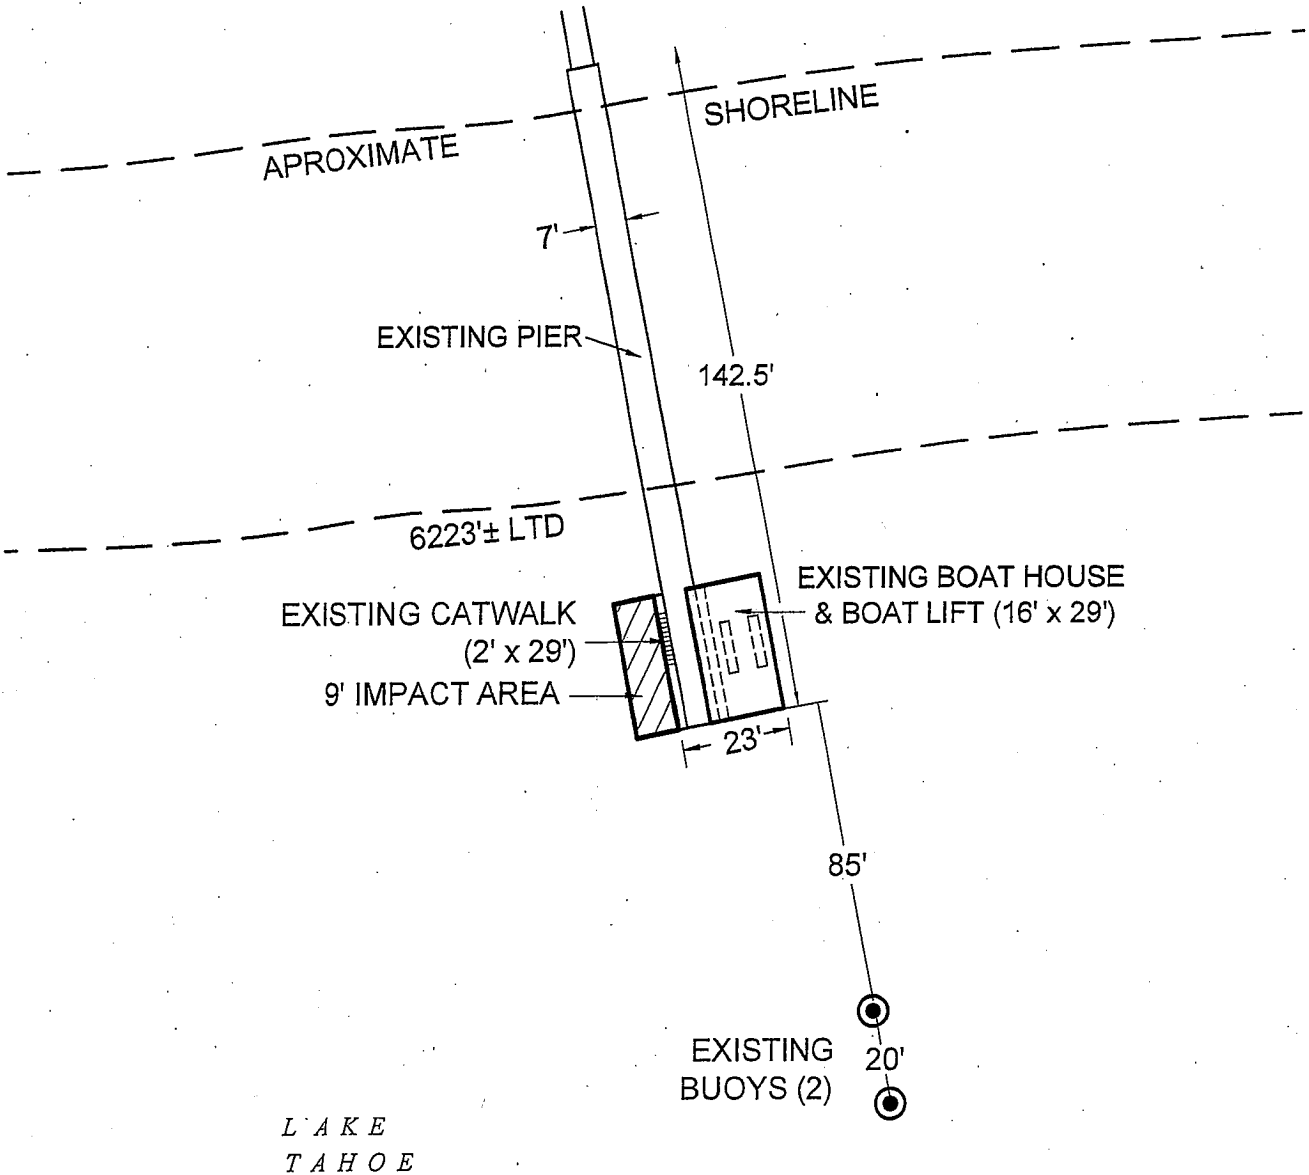 SHORELINE
APROXIMATE
7'
EXISTING PIER
142.5'
6223'± LTD
EXISTING BOAT HOUSE
& BOAT LIFT (16' x 29')
EXISTING CATWALK
(2' x 29')
9' IMPACT AREA
23'
85'
EXISTING
BUOYS (2)
20'
LAKE
TAHOE